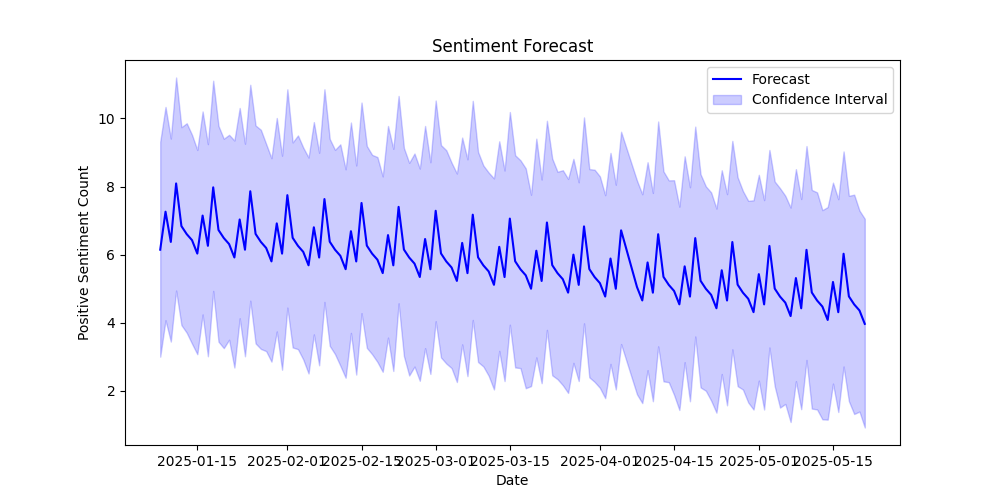 Sentiment Forecast
Forecast
Confidence Interval
Positive Sentiment Count
10
8
6
4
2
2025-01-15
2025-02-01
2025-02-15
2025-03-01
2025-03-15
2025-04-01
2025-04-15
2025-05-01
2025-05-15
Date